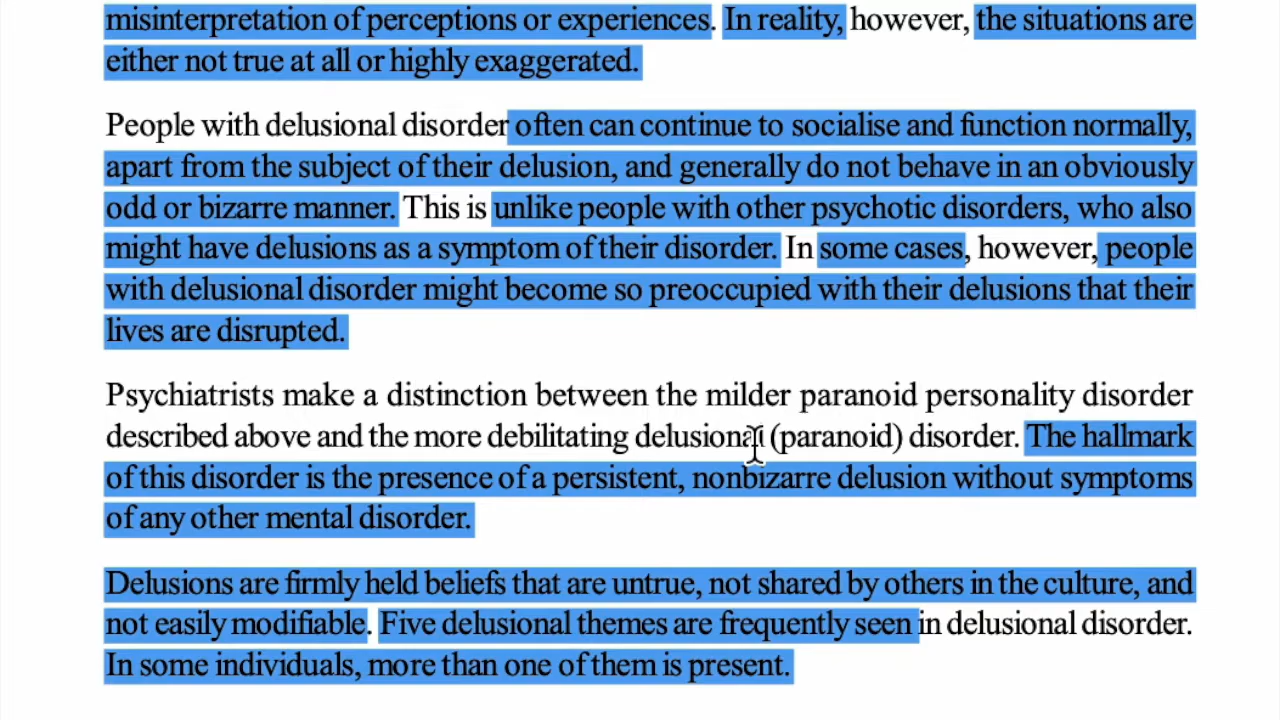 misinterpretation of perceptions or experiences. In reality, however, the situations are
either not true at all or highly exaggerated.
People with delusional disorder often can continue to socialise and function normally,
apart from the subject of their delusion, and generally do not behave in an obviously
odd or bizarre manner. This is unlike people with other psychotic disorders, who also
might have delusions as a symptom of their disorder. In some cases, however, people
with delusional disorder might become so preoccupied with their delusions that their
lives are disrupted.
Psychiatrists make a distinction between the milder paranoid personality disorder
described above and the more debilitating delusional (paranoid) disorder. The hallmark
of this disorder is the presence of a persistent, nonbizarre delusion without symptoms
of any other mental disorder.
Delusions are firmly held beliefs that are untrue, not shared by others in the culture, and
not easily modifiable. Five delusional themes are frequently seen in delusional disorder.
In some individuals, more than one of them is present.